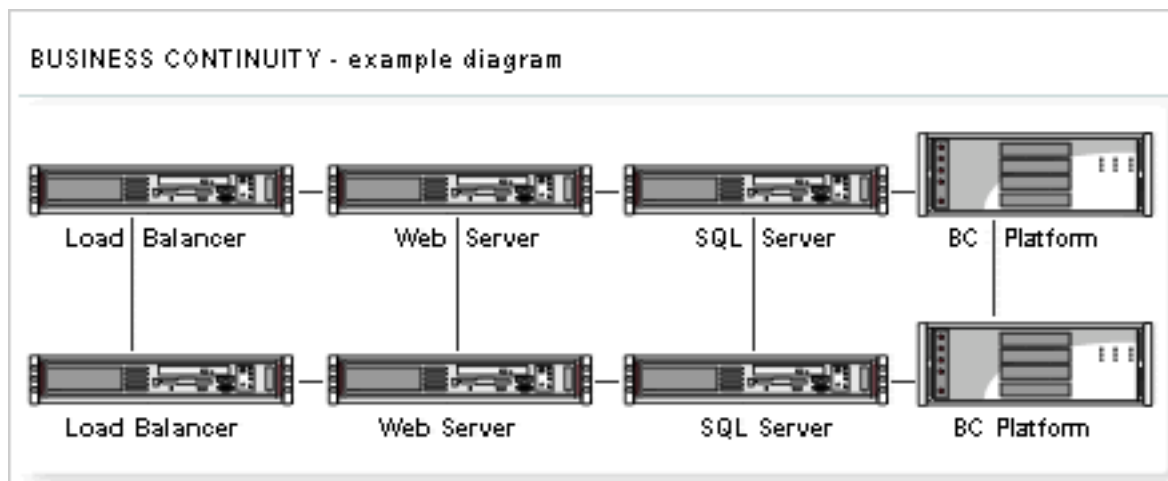 BUSINESS CONTINUITY - example diagram
Load Balancer
Web Server
SQL Server
BC Platform
Load Balancer
Web Server
SQL Server
BC Platform